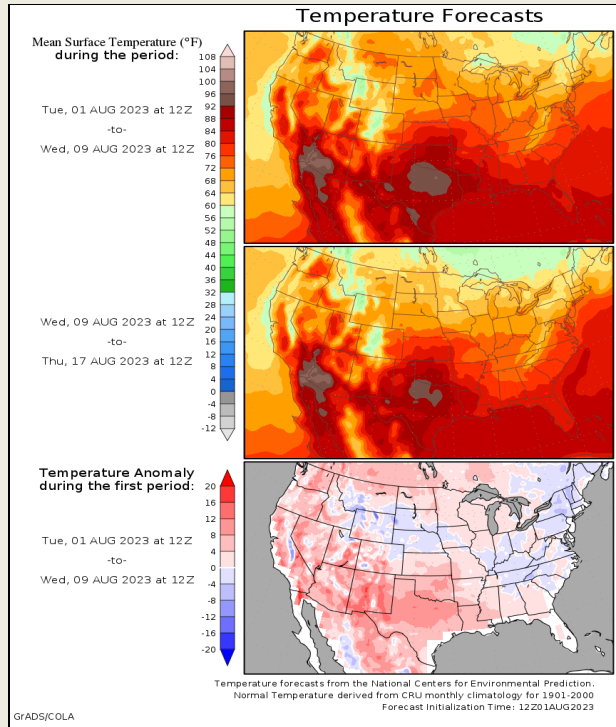 Temperature Forecasts
Mean Surface Temperature (°F)
during the period:
Tue, 01 AUG 2023 at 12Z
-to-
Wed, 09 AUG 2023 at 12Z
108
104
100
96
92
88
84
80
76
72
68
64
60
56
52
48
44
40
36
32
28
24
20
16
12
8
4
0
-4
-8
-12
Wed, 09 AUG 2023 at 12Z
-to-
Thu, 17 AUG 2023 at 12Z
Temperature Anomaly
during the first period:
Tue, 01 AUG 2023 at 12Z
-to-
Wed, 09 AUG 2023 at 12Z
20
16
12
8
4
0
-4
-8
-12
-16
-20
Temperature forecasts from the National Centers for Environmental Prediction.
Normal Temperature derived from CRU monthly climatology for 1901-2000
Forecast Initialization Time: 12Z01AUG2023
GrADS/COLA